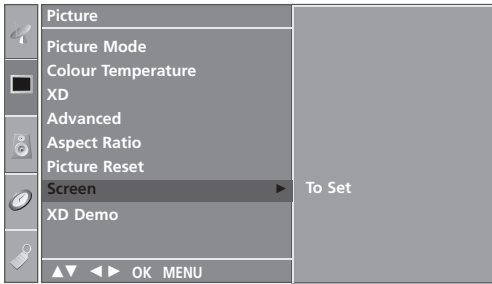 Picture
Picture Mode
Colour Temperature
XD
Advanced
Aspect Ratio
Picture Reset
Screen ► To Set
XD Demo
▲▼ ◄► OK MENU